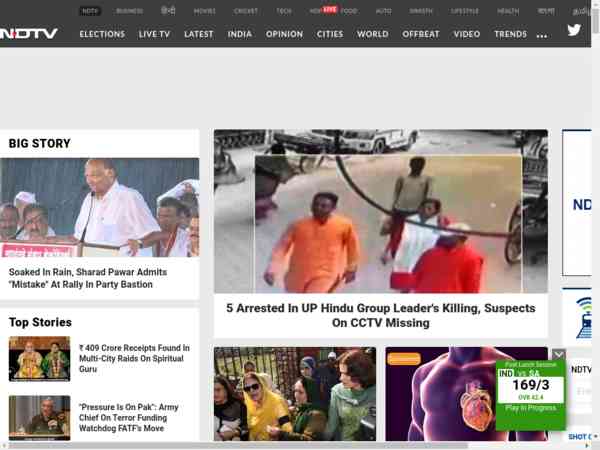 NDTV BUSINESS हिन्दी MOVIES CRICKET TECH HOP LIVE FOOD AUTO SWASTH LIFESTYLE HEALTH বাংলা தமிழ்
NDTV ELECTIONS LIVE TV LATEST INDIA OPINION CITIES WORLD OFFBEAT VIDEO TRENDS ...
BIG STORY
Soaked In Rain, Sharad Pawar Admits
"Mistake" At Rally In Party Bastion
5 Arrested In UP Hindu Group Leader's Killing, Suspects
On CCTV Missing
Top Stories
₹ 409 Crore Receipts Found In
Multi-City Raids On Spiritual
Guru
"Pressure Is On Pak": Army
Chief On Terror Funding
Watchdog FATF's Move
Sponsored
Post Lunch Session
IND vs SA
169/3
OVR 42.4
Play In Progress
ND
NDTV
SHOT O